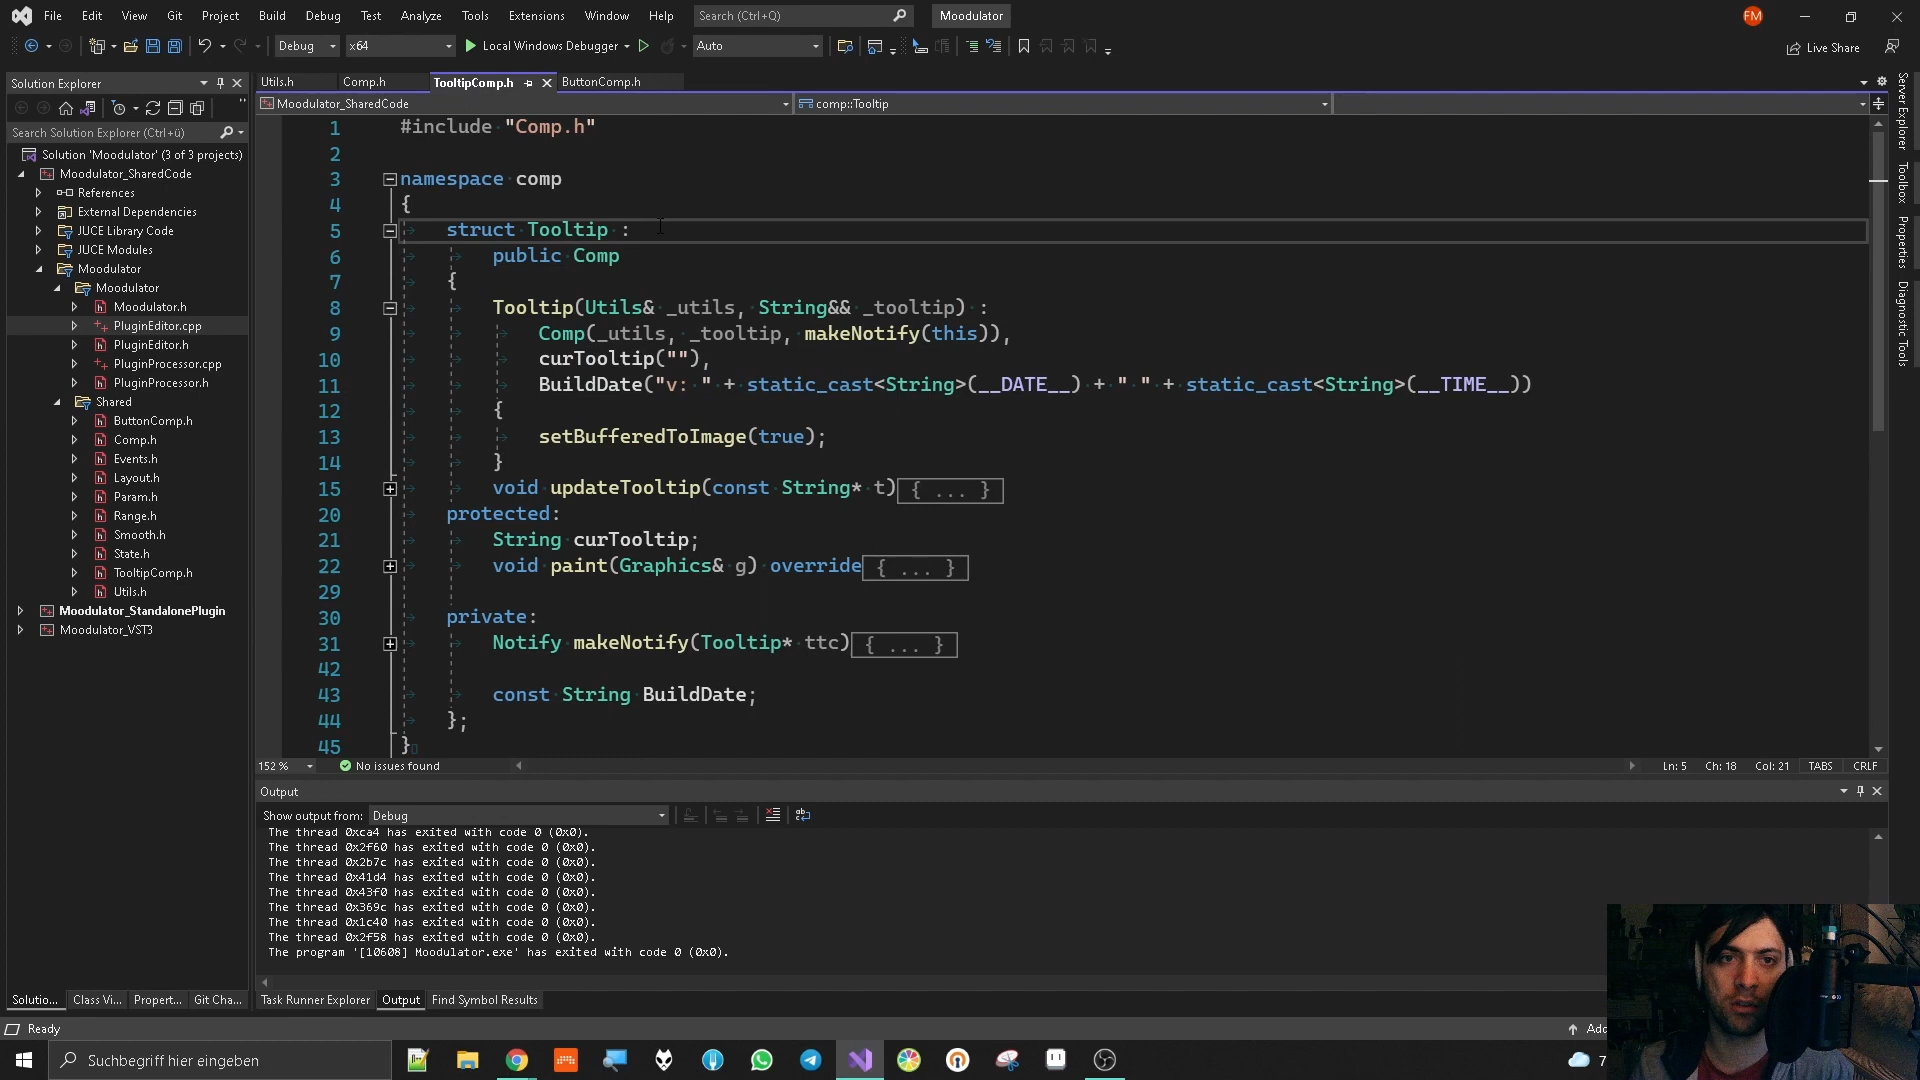 File Edit View Git Project Build Debug Test Analyze Tools Extensions Window Help Search (Ctrl+Q) Moodulator FM
Debug x64 Local Windows Debugger Auto Live Share
Solution Explorer
Search Solution Explorer (Ctrl+ü)
Solution 'Moodulator' (3 of 3 projects)
Moodulator_SharedCode
References
External Dependencies
JUCE Library Code
JUCE Modules
Moodulator
Moodulator
Moodulator.h
PluginEditor.cpp
PluginEditor.h
PluginProcessor.cpp
PluginProcessor.h
Shared
ButtonComp.h
Comp.h
Events.h
Layout.h
Param.h
Range.h
Smooth.h
State.h
TooltipComp.h
Utils.h
Moodulator_StandalonePlugin
Moodulator_VST3
Soluti​o... Class Vi... Propert... Git Cha...
Utils.h Comp.h TooltipComp.h ButtonComp.h
Moodulator_SharedCode comp::Tooltip
1 #include "Comp.h"
2
3 namespace comp
4 {
5 struct Tooltip :
6 public Comp
7 {
8 Tooltip(Utils& _utils, String&& _tooltip) :
9 Comp(_utils, _tooltip, makeNotify(this)),
10 curTooltip(""),
11 BuildDate("v: " + static_cast<String>(__DATE__) + " " + static_cast<String>(__TIME__))
12 {
13 setBufferedToImage(true);
14 }
15 void updateTooltip(const String* t){ ... }
20 protected:
21 String curTooltip;
22 void paint(Graphics& g) override{ ... }
29
30 private:
31 Notify makeNotify(Tooltip* ttc){ ... }
42
43 const String BuildDate;
44 };
45 }
152 % No issues found Ln: 5 Ch: 18 Col: 21 TABS CRLF
Output
Show output from: Debug
The thread 0xca4 has exited with code 0 (0x0).
The thread 0x2f60 has exited with code 0 (0x0).
The thread 0x2b7c has exited with code 0 (0x0).
The thread 0x41d4 has exited with code 0 (0x0).
The thread 0x43f0 has exited with code 0 (0x0).
The thread 0x369c has exited with code 0 (0x0).
The thread 0x1c40 has exited with code 0 (0x0).
The thread 0x2f58 has exited with code 0 (0x0).
The program '[10608] Moodulator.exe' has exited with code 0 (0x0).
Task Runner Explorer Output Find Symbol Results
Server Explorer
Toolbox
Properties
Diagnostic Tools
Ready Add
Suchbegriff hier eingeben 7